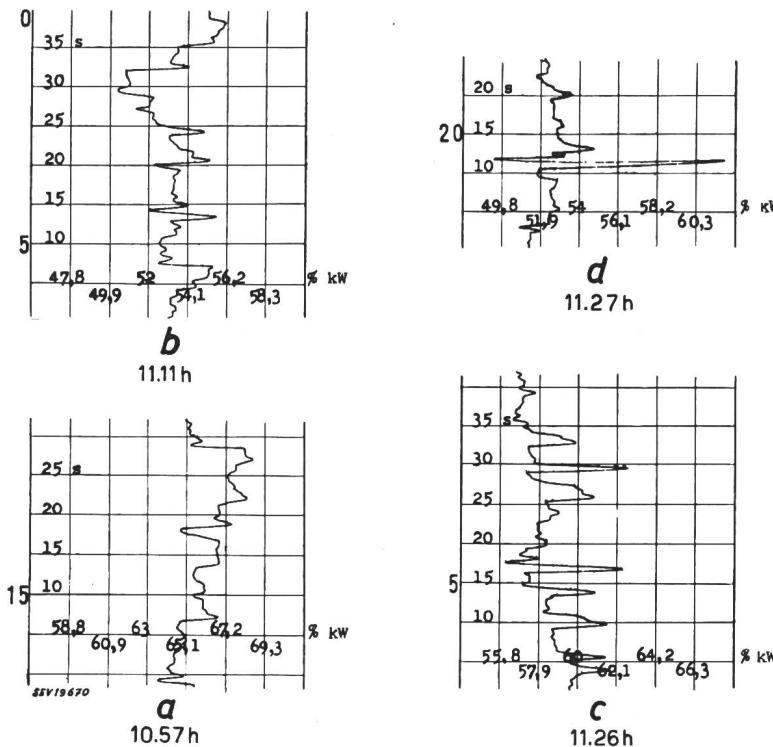 0
35 s
30
25
20
15
5 10
47,8 52 56,2 % kW
49,9 54,1 58,3
b
11.11 h
20 s
20 15
10
49,8 54 58,2 % kW
51,9 56,1 60,3
d
11.27 h
25 s
20
15
15 10
58,8 63 67,2 % kW
60,9 65,1 69,3
SEV19670
a
10.57 h
35 s
30
25
20
5 15
10
55,8 60 64,2 % kW
57,9 62,1 66,3
c
11.26 h